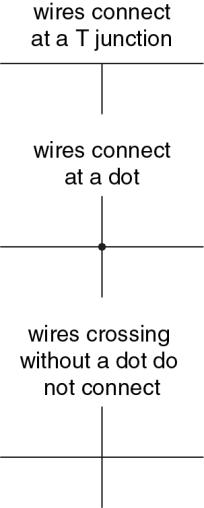 wires connect
at a T junction
wires connect
at a dot
wires crossing
without a dot do
not connect